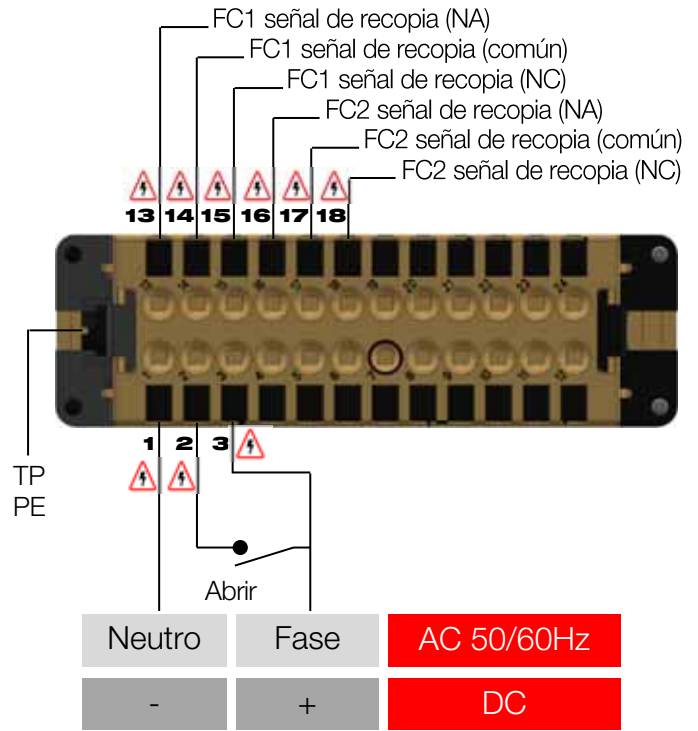 FC1 señal de recopia (NA)
FC1 señal de recopia (común)
FC1 señal de recopia (NC)
FC2 señal de recopia (NA)
FC2 señal de recopia (común)
FC2 señal de recopia (NC)
13 14 15 16 17 18
1 2 3
TP
PE
Abrir
Neutro Fase AC 50/60Hz
- + DC